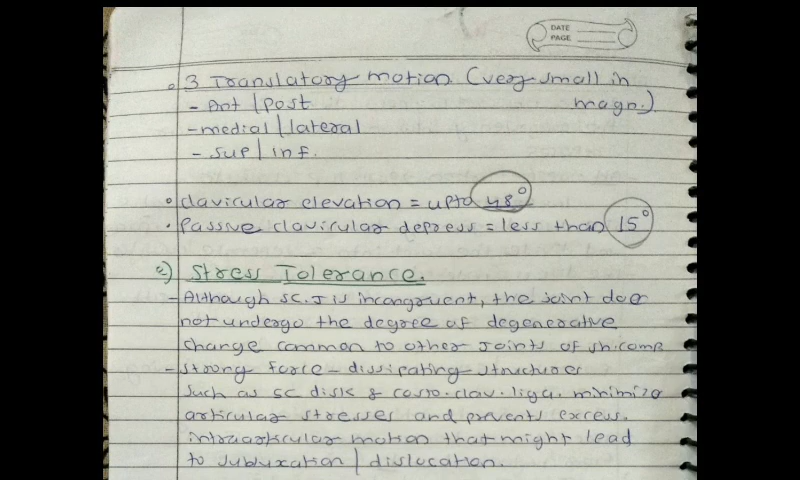 DATE
PAGE
3 Translatory motion (very small in
- Ant | Post magn.)
- medial | lateral
- Sup | inf.
clavicular elevation = upto 48°
Passive clavicular depress = less than 15°
e) Stress Tolerance.
- Although SC.J is incongruent, the joint doe
not undergo the degree of degenerative
change common to other joints of sh.comp
- strong force - dissipating structures
such as SC disk & costo.clav.liga. minimize
articular stresses and prevents excess.
intraarticular motion that might lead
to subluxation | dislocation.